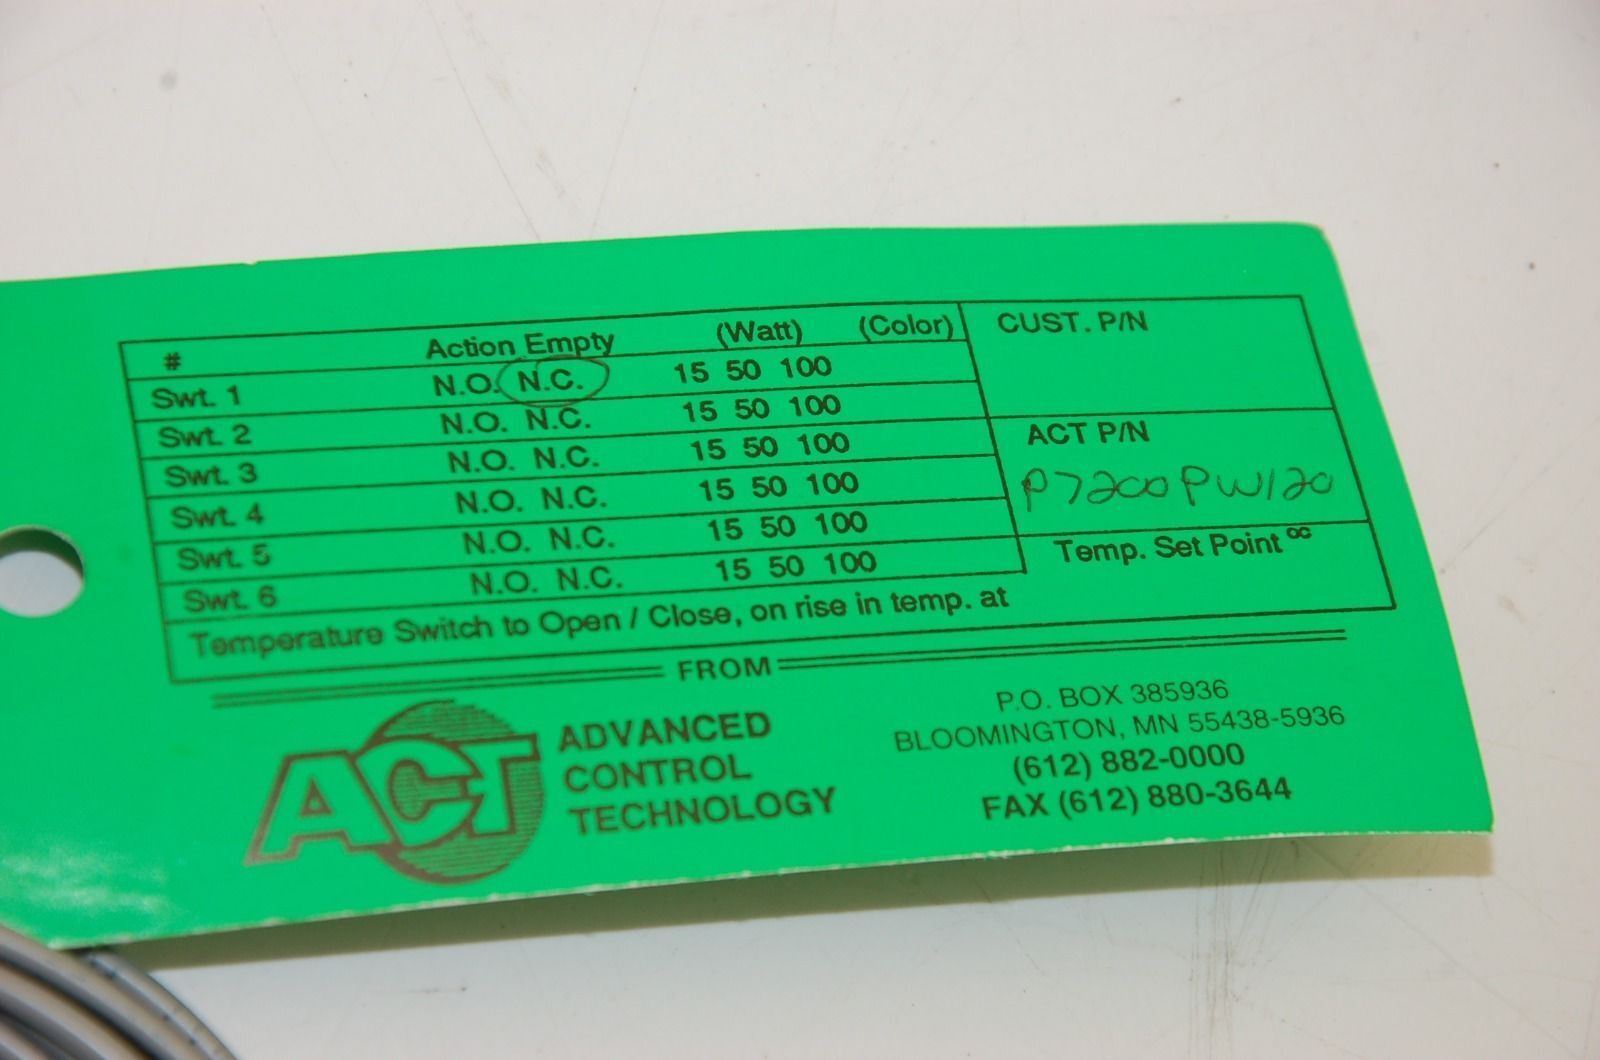 # Action Empty (Watt) (Color) CUST. P/N
Swt. 1 N.O. N.C. 15 50 100
Swt. 2 N.O. N.C. 15 50 100
Swt. 3 N.O. N.C. 15 50 100 ACT P/N
Swt. 4 N.O. N.C. 15 50 100 P7200PW120
Swt. 5 N.O. N.C. 15 50 100
Swt. 6 N.O. N.C. 15 50 100 Temp. Set Point °C
Temperature Switch to Open / Close, on rise in temp. at
FROM
ACT
ADVANCED
CONTROL
TECHNOLOGY
P.O. BOX 385936
BLOOMINGTON, MN 55438-5936
(612) 882-0000
FAX (612) 880-3644